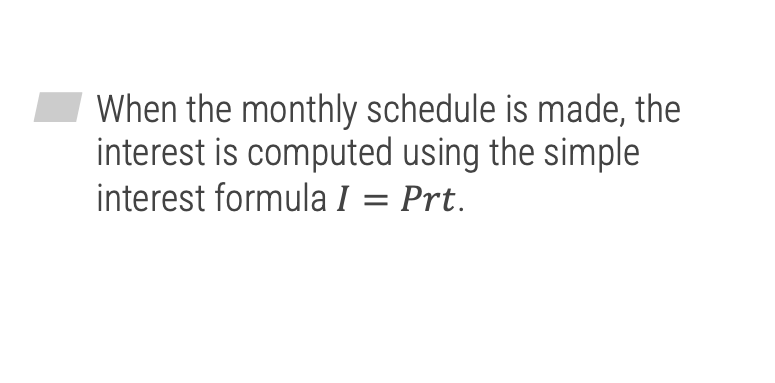 When the monthly schedule is made, the
interest is computed using the simple
interest formula I = Prt.